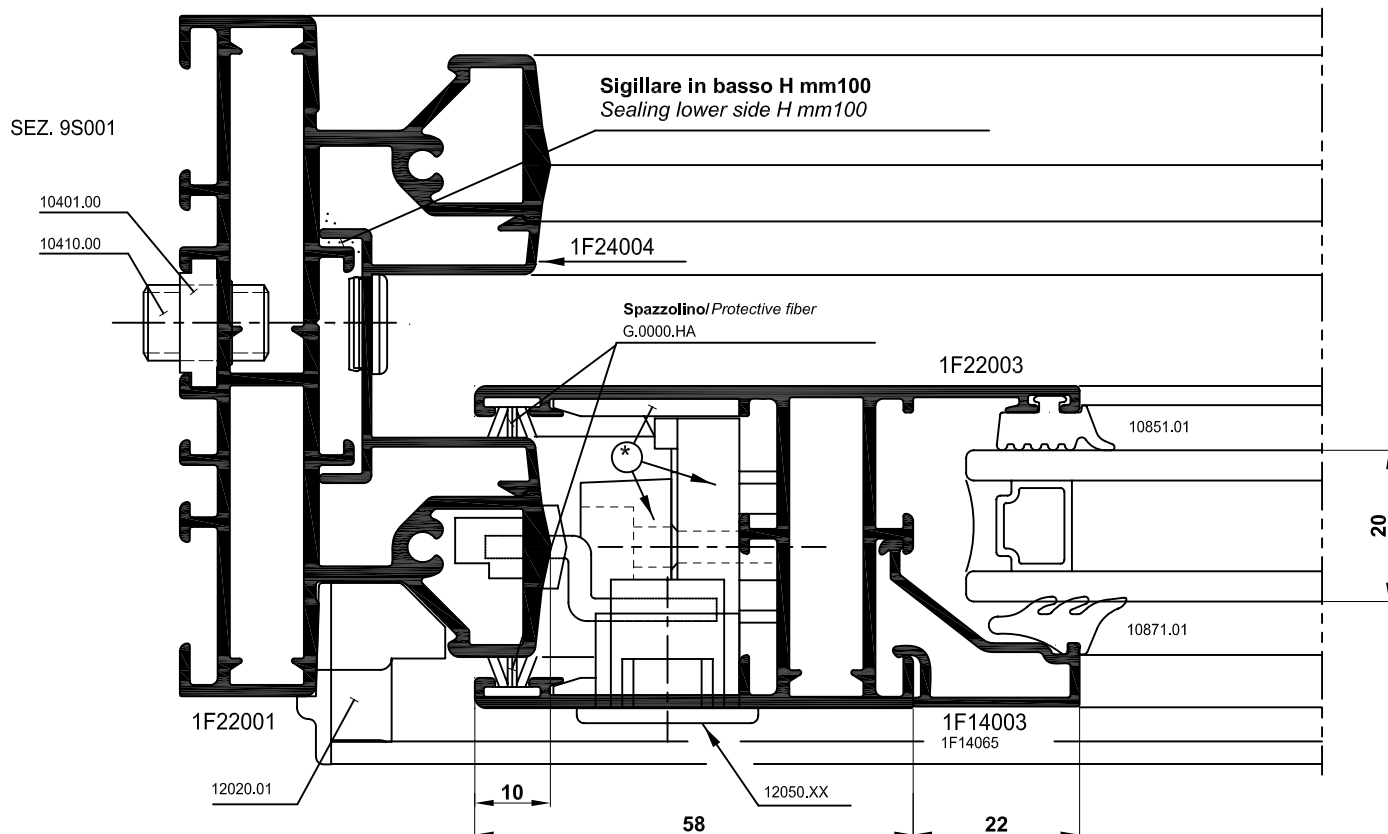 Sigillare in basso H mm100
Sealing lower side H mm100
SEZ. 9S001
10401.00
10410.00
1F24004
Spazzolino/Protective fiber
G.0000.HA
1F22003
10851.01
*
20
10871.01
1F22001
1F14003
1F14065
12020.01
10
12050.XX
58
22